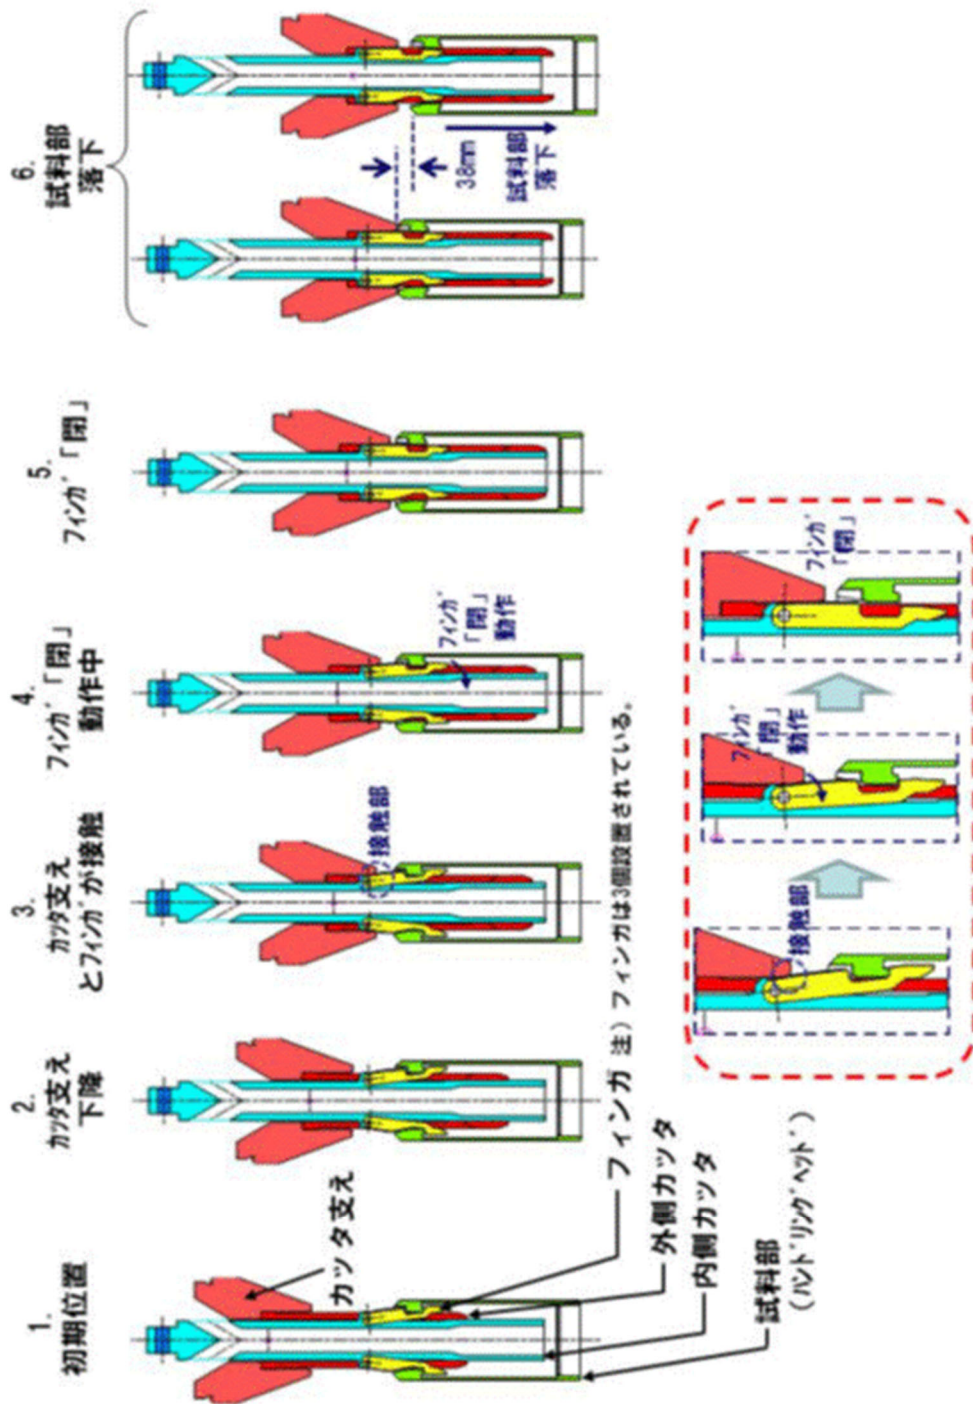 1.
初期位置
2.
カッタ支え
下降
3.
カッタ支え
とフィンガが接触
4.
フィンガ「閉」
動作中
5.
フィンガ「閉」
6.
試料部
落下
カッタ支え
接触部
フィンガ
「閉」
動作
38mm
試料部
落下
フィンガ 注）フィンガは3個設置されている。
外側カッタ
内側カッタ
試料部
（ハンドリングヘッド）
接触部
フィンガ
「閉」
動作
フィンガ
「閉」